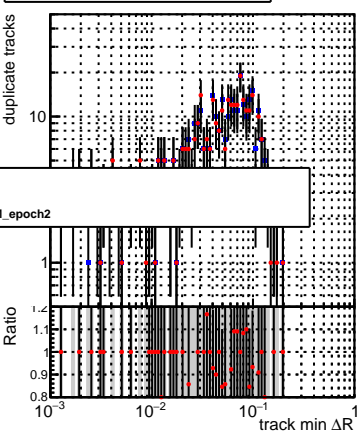 duplicate tracks
10
l_epoch2
1
Ratio
1.2
1.1
1
0.9
0.8
10⁻³ 10⁻² 10⁻¹ 1
track min ΔR